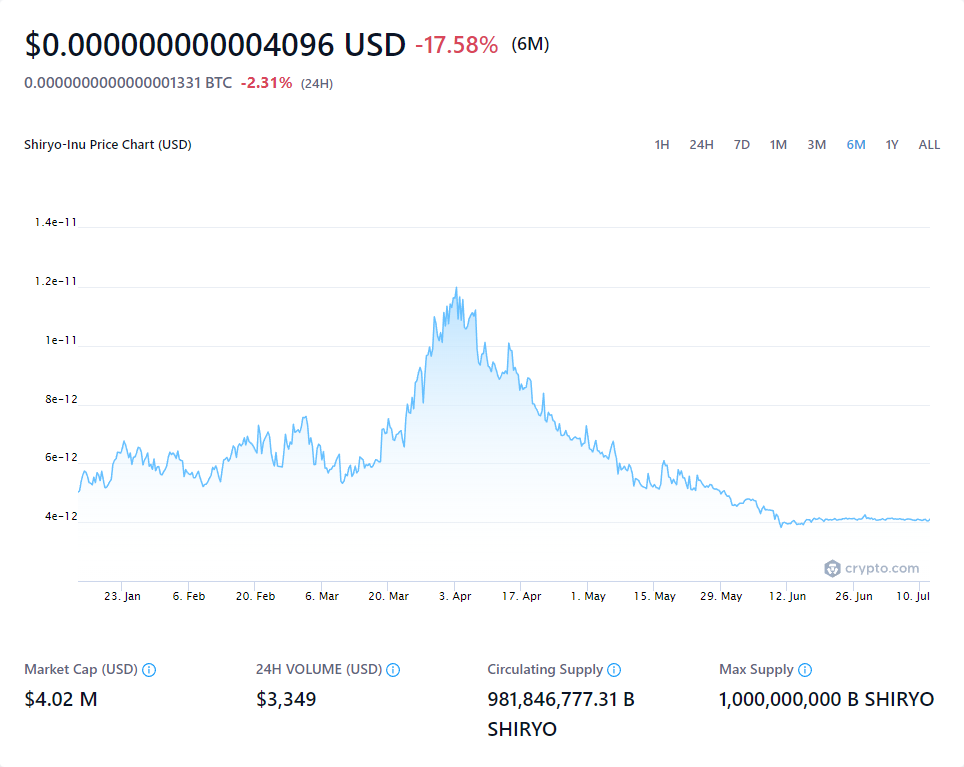 $0.000000000004096 USD -17.58% (6M)
0.0000000000000001331 BTC -2.31% (24H)
Shiryo-Inu Price Chart (USD) 1H 24H 7D 1M 3M 6M 1Y ALL
1.4e-11
1.2e-11
1e-11
8e-12
6e-12
4e-12
crypto.com
23. Jan 6. Feb 20. Feb 6. Mar 20. Mar 3. Apr 17. Apr 1. May 15. May 29. May 12. Jun 26. Jun 10. Jul
Market Cap (USD) 24H VOLUME (USD) Circulating Supply Max Supply
$4.02 M $3,349 981,846,777.31 B 1,000,000,000 B SHIRYO
SHIRYO